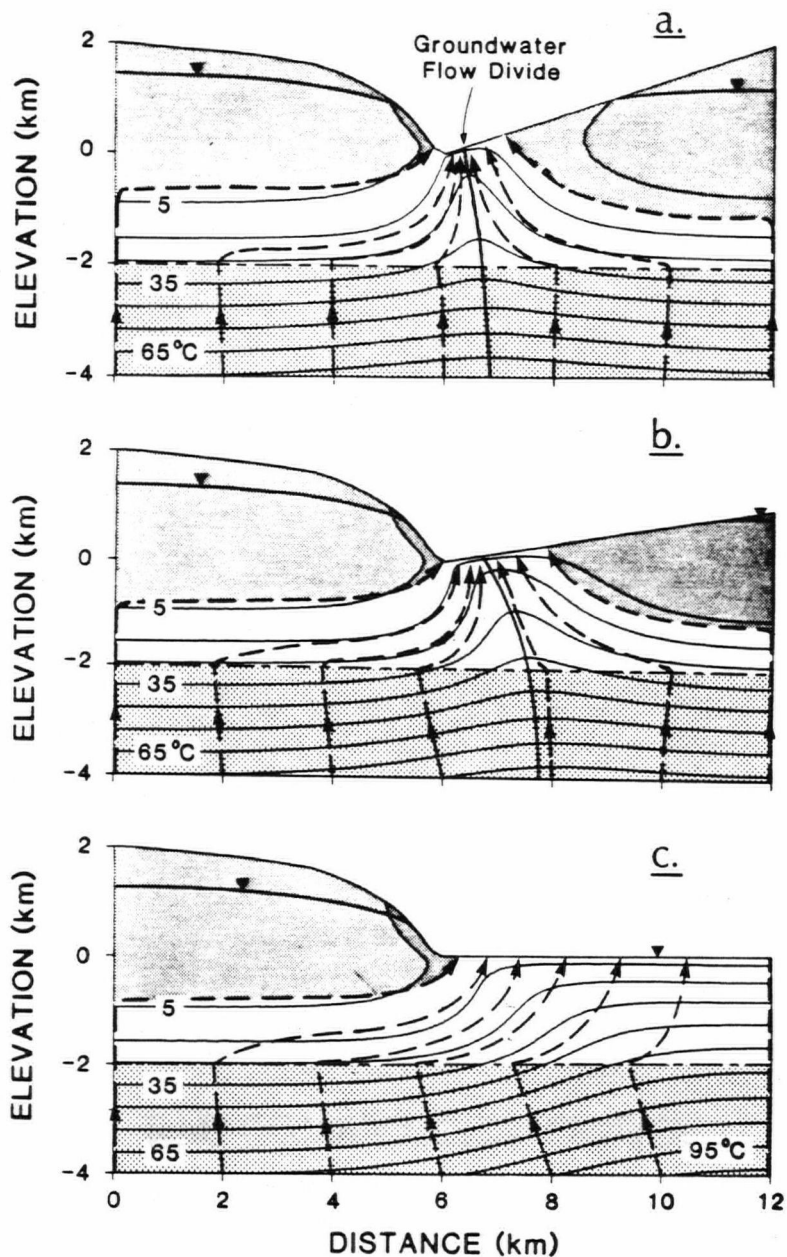 a.
Groundwater
Flow Divide
ELEVATION (km)
2
0
-2
-4
5
35
65°C
b.
ELEVATION (km)
2
0
-2
-4
5
35
65°C
c.
ELEVATION (km)
2
0
-2
-4
5
35
65
95°C
0 2 4 6 8 10 12
DISTANCE (km)